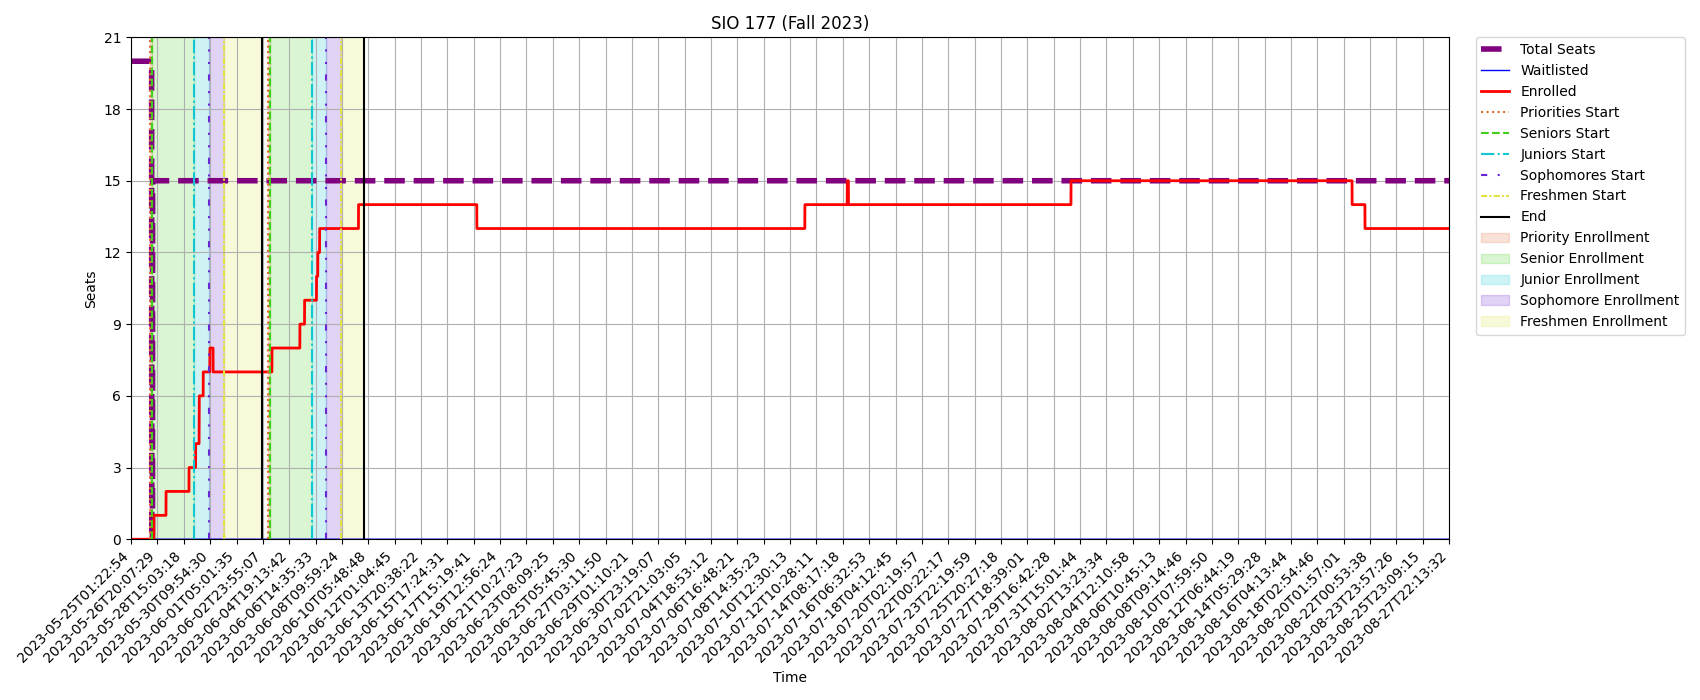 SIO 177 (Fall 2023)
21
18
15
12
9
6
3
0
Seats
2023-05-25T01:22:54
2023-05-26T20:07:29
2023-05-28T15:03:18
2023-05-30T09:54:30
2023-06-01T05:01:35
2023-06-02T23:55:07
2023-06-04T19:13:42
2023-06-06T14:35:33
2023-06-08T09:59:24
2023-06-10T05:48:48
2023-06-12T01:04:45
2023-06-13T20:38:22
2023-06-15T17:24:31
2023-06-17T15:19:41
2023-06-19T12:56:24
2023-06-21T10:27:23
2023-06-23T08:09:25
2023-06-25T05:45:30
2023-06-27T03:11:50
2023-06-29T01:10:21
2023-06-30T23:19:07
2023-07-02T21:03:05
2023-07-04T18:53:12
2023-07-06T16:48:21
2023-07-08T14:35:23
2023-07-10T12:30:13
2023-07-12T10:28:11
2023-07-14T08:17:18
2023-07-16T06:32:53
2023-07-18T04:12:45
2023-07-20T02:19:57
2023-07-22T00:22:17
2023-07-23T22:19:59
2023-07-25T20:27:18
2023-07-27T18:39:01
2023-07-29T16:42:28
2023-07-31T15:01:44
2023-08-02T13:23:34
2023-08-04T12:10:58
2023-08-06T10:45:13
2023-08-08T09:14:46
2023-08-10T07:59:50
2023-08-12T06:44:19
2023-08-14T05:29:28
2023-08-16T04:13:44
2023-08-18T02:54:46
2023-08-20T01:57:01
2023-08-22T00:53:38
2023-08-23T23:57:26
2023-08-25T23:09:15
2023-08-27T22:13:32
Time
Total Seats
Waitlisted
Enrolled
Priorities Start
Seniors Start
Juniors Start
Sophomores Start
Freshmen Start
End
Priority Enrollment
Senior Enrollment
Junior Enrollment
Sophomore Enrollment
Freshmen Enrollment